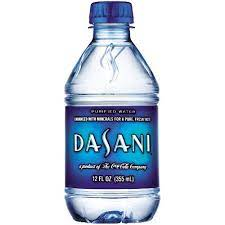 PURIFIED WATER
ENHANCED WITH MINERALS FOR A PURE, FRESH TASTE
DASANI
a product of The Coca-Cola Company
12 FL OZ (355 mL)